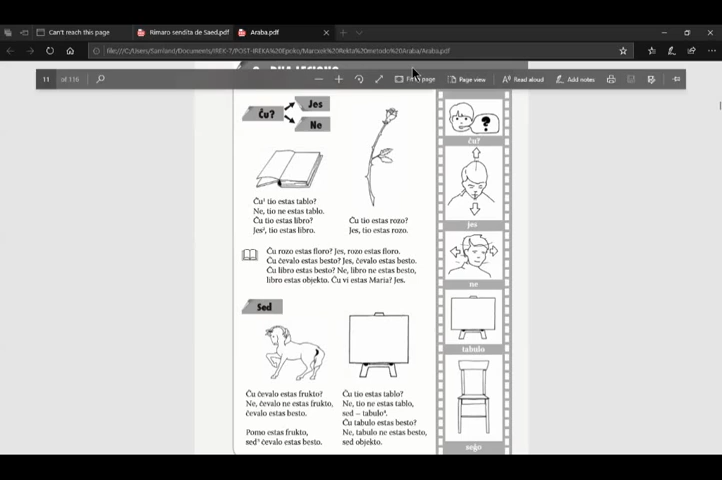 Can't reach this page
Rimaro sendita de Saed.pdf
Araba.pdf
11 of 116
Page view
Read aloud
Add notes
Ĉu?
Jes
Ne
Ĉu¹ tio estas tablo?
Ne, tio ne estas tablo.
Ĉu tio estas libro?
Jes², tio estas libro.
Ĉu tio estas rozo?
Jes, tio estas rozo.
Ĉu rozo estas floro? Jes, rozo estas floro.
Ĉu ĉevalo estas besto? Jes, ĉevalo estas besto.
Ĉu libro estas besto? Ne, libro ne estas besto,
libro estas objekto. Ĉu vi estas Maria? Jes.
Sed
Ĉu ĉevalo estas frukto?
Ne, ĉevalo ne estas frukto,
ĉevalo estas besto.
Pomo estas frukto,
sed³ ĉevalo estas besto.
Ĉu tio estas tablo?
Ne, tio ne estas tablo,
sed – tabulo⁴.
Ĉu tabulo estas besto?
Ne, tabulo ne estas besto,
sed objekto.
?
ĉu?
jes
ne
tabulo
seĝo